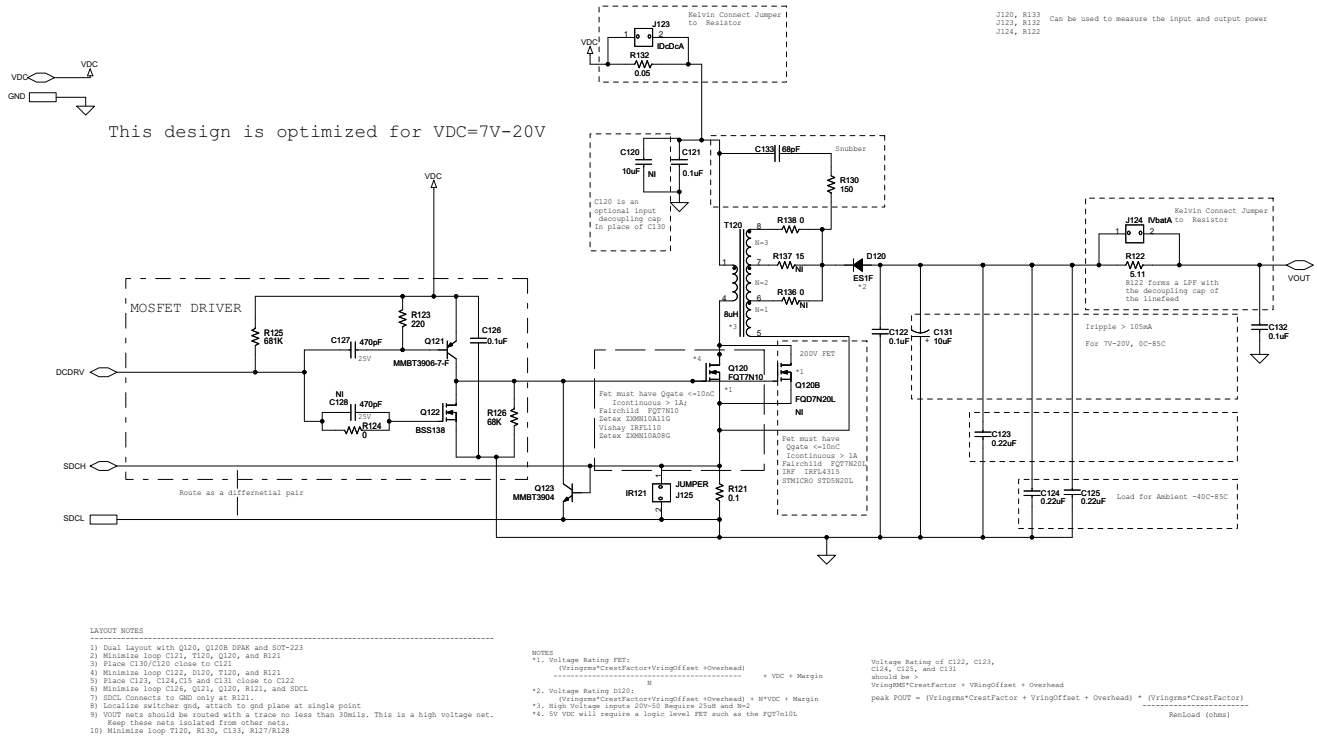 Kelvin Connect Jumper
to Resistor
J123
1
2
IDcDcA
VDC
R132
0.05
J120, R133
J123, R132
J124, R122
Can be used to measure the input and output power
VDC
VDC
GND
This design is optimized for VDC=7V-20V
C120
10uF
NI
C121
0.1uF
C120 is an
optional input
decoupling cap
In place of C130
C133
68pF
Snubber
R130
150
VDC
T120
8
N=3
7
N=2
6
N=1
5
1
4
8uH
*3
R138 0
R137 15
NI
R136 0
NI
D120
ES1F
*2
Kelvin Connect Jumper
to Resistor
J124
IVbatA
1
2
R122
5.11
R122 forms a LPF with
the decoupling cap of
the linefeed
VOUT
MOSFET DRIVER
R125
681K
R123
220
C127
470pF
25V
Q121
MMBT3906-7-F
C126
0.1uF
DCDRV
NI
C128
470pF
25V
R124
0
Q122
BSS138
R126
68K
*4
Q120
FQT7N10
*1
Fet must have Qgate <=10nC
Icontinuous > 1A;
Fairchild FQT7N10
Zetex ZXMN10A11G
Vishay IRFL110
Zetex ZXMN10A08G
200V FET
*1
Q120B
FQD7N20L
NI
Fet must have
Qgate <=10nC
Icontinuous > 1A
Fairchild FQT7N20L
IRF IRFL4315
STMICRO STD5N20L
C122
0.1uF
C131
10uF
+
Iripple > 105mA
For 7V-20V, 0C-85C
C132
0.1uF
C123
0.22uF
C124
0.22uF
C125
0.22uF
Load for Ambient -40C-85C
SDCH
Route as a differnetial pair
SDCL
Q123
MMBT3904
IR121
1
2
JUMPER
J125
R121
0.1
LAYOUT NOTES
1) Dual Layout with Q120, Q120B DPAK and SOT-223
2) Minimize loop C121, T120, Q120, and R121
3) Place C130/C120 close to C121
4) Minimize loop C122, D120, T120, and R121
5) Place C123, C124,C15 and C131 close to C122
6) Minimize loop C126, Q121, Q120, R121, and SDCL
7) SDCL Connects to GND only at R121.
8) Localize switcher gnd, attach to gnd plane at single point
9) VOUT nets should be routed with a trace no less than 30mils. This is a high voltage net.
Keep these nets isolated from other nets.
10) Minimize loop T120, R130, C133, R127/R128
NOTES
*1. Voltage Rating FET:
(Vringrms*CrestFactor+VringOffset +Overhead)
+ VDC + Margin
N
*2. Voltage Rating D120:
(Vringrms*CrestFactor+VringOffset +Overhead) + N*VDC + Margin
*3. High Voltage inputs 20V-50 Require 25uH and N=2
*4. 5V VDC will require a logic level FET such as the FQT7n10L
Voltage Rating of C122, C123,
C124, C125, and C131
should be >
VringRMS*CrestFactor + VRingOffset + Overhead
peak POUT = (Vringrms*CrestFactor + VringOffset + Overhead) * (Vringrms*CrestFactor)
RenLoad (ohms)